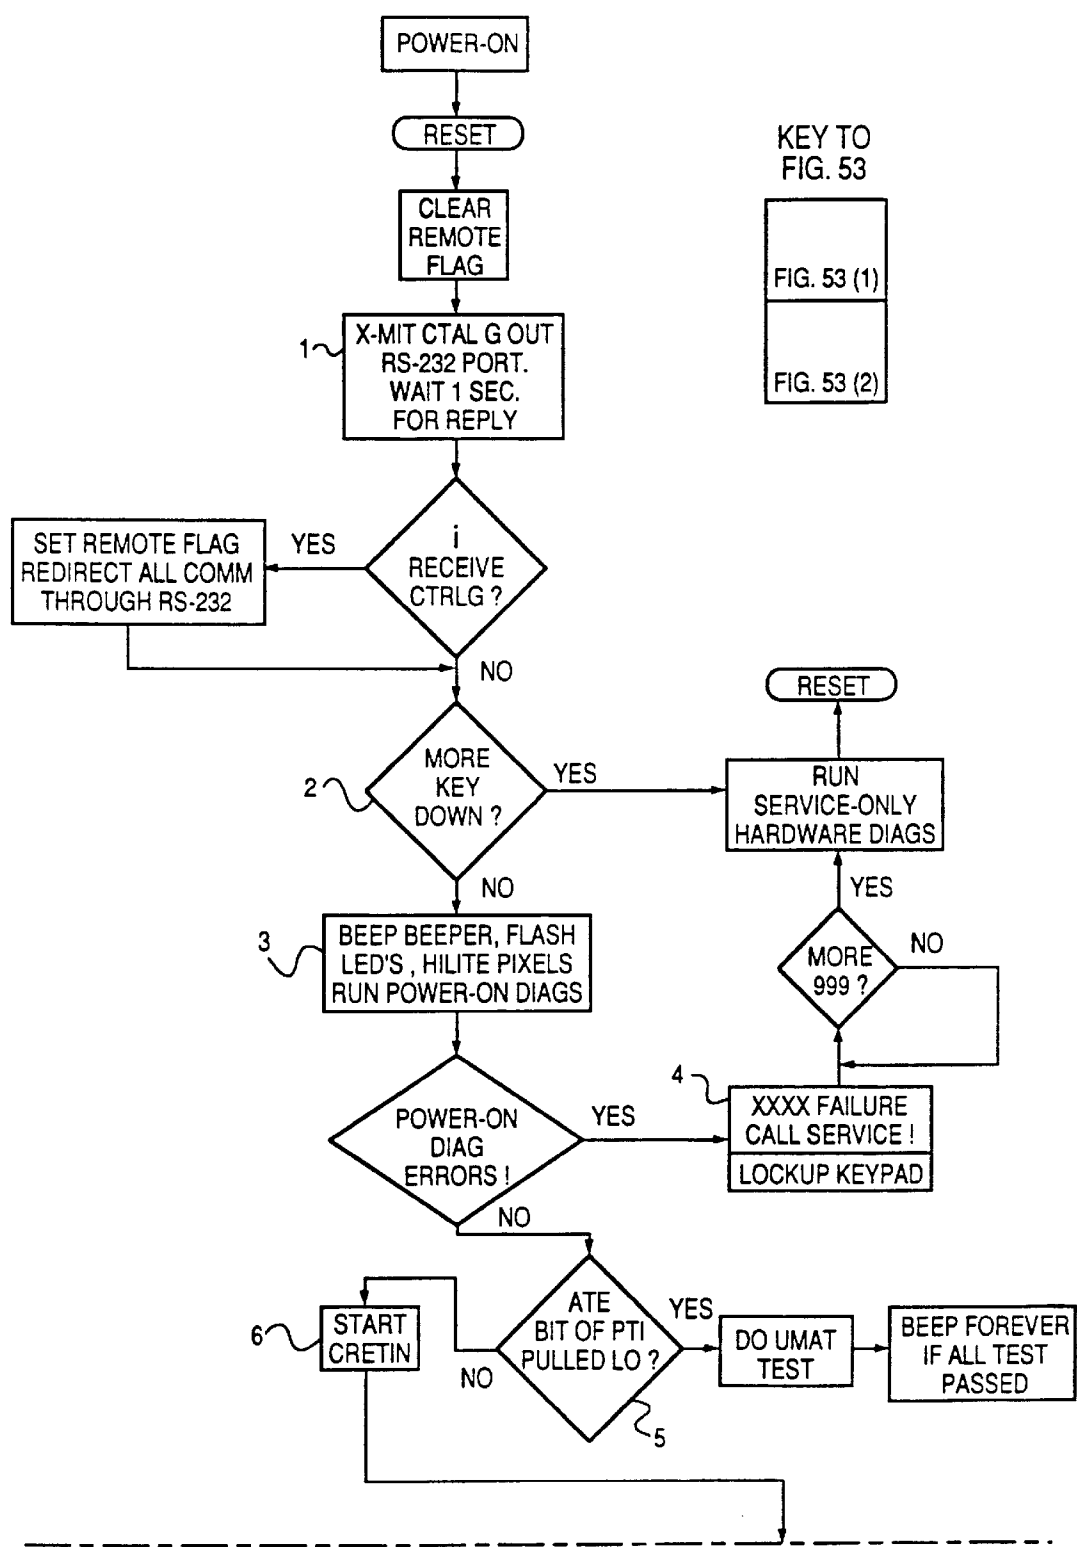 POWER-ON
RESET
KEY TO
FIG. 53
FIG. 53 (1)
FIG. 53 (2)
CLEAR
REMOTE
FLAG
1
X-MIT CTAL G OUT
RS-232 PORT.
WAIT 1 SEC.
FOR REPLY
SET REMOTE FLAG
REDIRECT ALL COMM
THROUGH RS-232
YES
i
RECEIVE
CTRLG ?
NO
RESET
2
MORE
KEY
DOWN ?
YES
RUN
SERVICE-ONLY
HARDWARE DIAGS
NO
YES
3
BEEP BEEPER, FLASH
LED'S , HILITE PIXELS
RUN POWER-ON DIAGS
MORE
999 ?
NO
POWER-ON
DIAG
ERRORS !
YES
4
XXXX FAILURE
CALL SERVICE !
LOCKUP KEYPAD
NO
6
START
CRETIN
NO
ATE
BIT OF PTI
PULLED LO ?
5
YES
DO UMAT
TEST
BEEP FOREVER
IF ALL TEST
PASSED